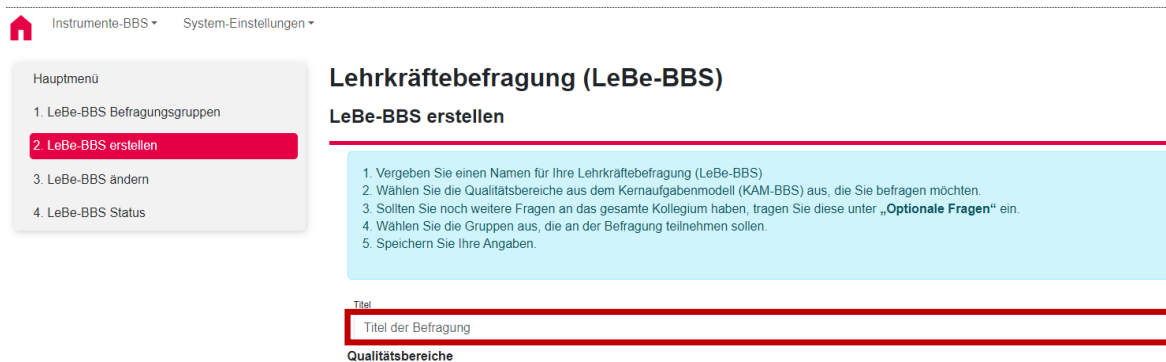 Instrumente-BBS System-Einstellungen
Hauptmenü
1. LeBe-BBS Befragungsgruppen
2. LeBe-BBS erstellen
3. LeBe-BBS ändern
4. LeBe-BBS Status
Lehrkräftebefragung (LeBe-BBS)
LeBe-BBS erstellen
1. Vergeben Sie einen Namen für Ihre Lehrkräftebefragung (LeBe-BBS)
2. Wählen Sie die Qualitätsbereiche aus dem Kernaufgabenmodell (KAM-BBS) aus, die Sie befragen möchten.
3. Sollten Sie noch weitere Fragen an das gesamte Kollegium haben, tragen Sie diese unter „Optionale Fragen“ ein.
4. Wählen Sie die Gruppen aus, die an der Befragung teilnehmen sollen.
5. Speichern Sie Ihre Angaben.
Titel
Titel der Befragung
Qualitätsbereiche